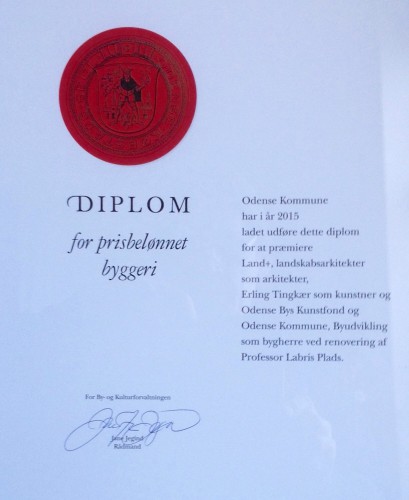 DIPLOM
for prisbelønnet
byggeri
Odense Kommune
har i år 2015
ladet udføre dette diplom
for at præmiere
Land+, landskabsarkitekter
som arkitekter,
Erling Tingkær som kunstner og
Odense Bys Kunstfond og
Odense Kommune, Byudvikling
som bygherre ved renovering af
Professor Labris Plads.
For By- og Kulturforvaltningen
Jane Jegind
Rådmand